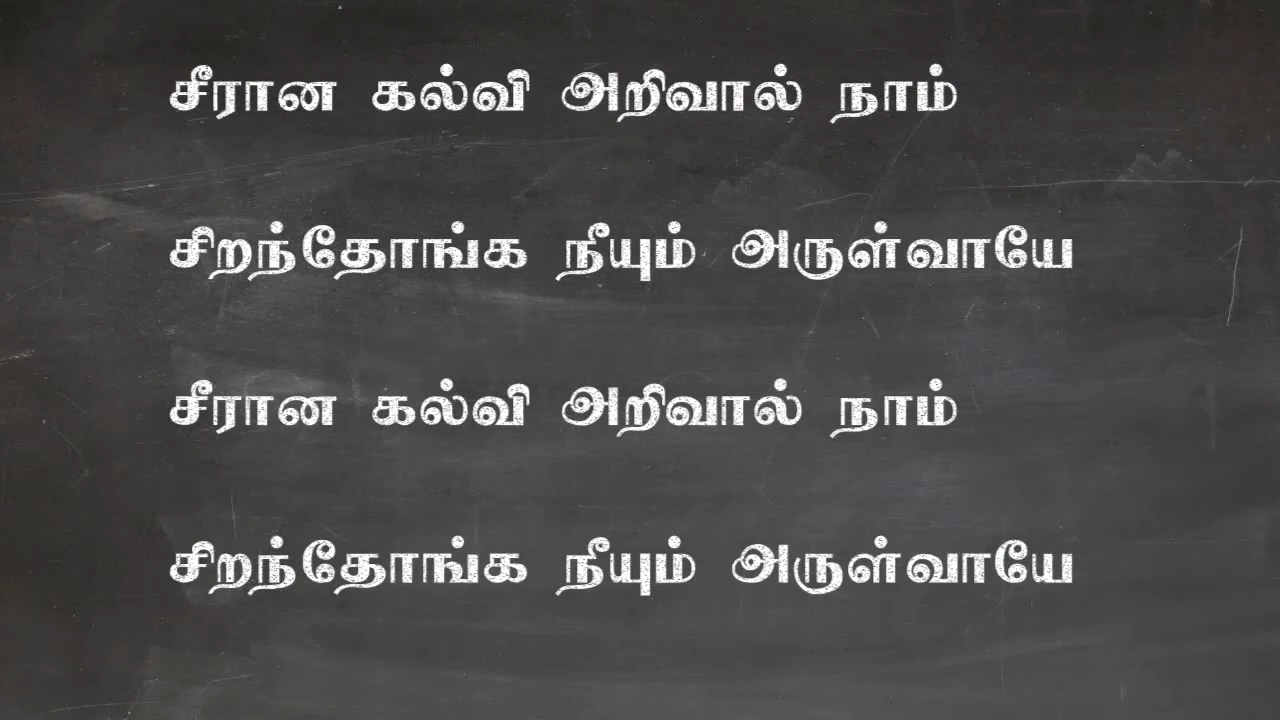 சீரான கல்வி அறிவால் நாம்
சிறந்தோங்க நீயும் அருள்வாயே
சீரான கல்வி அறிவால் நாம்
சிறந்தோங்க நீயும் அருள்வாயே